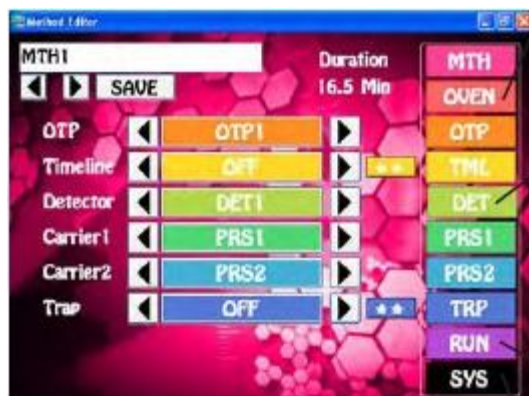 Method Editor
MTH1
Duration
SAVE
16.5 Min
OTP
OTP1
Timeline
OFF
Detector
DET1
Carrier1
PRS1
Carrier2
PRS2
Trap
OFF
MTH
OVEN
OTP
TML
DET
PRS1
PRS2
TRP
RUN
SYS